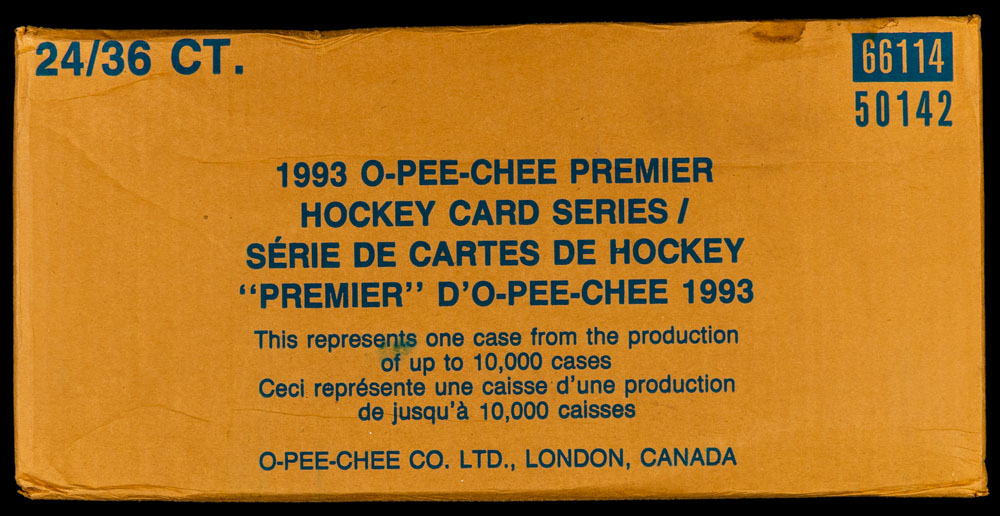 24/36 CT.
66114
50142
1993 O-PEE-CHEE PREMIER
HOCKEY CARD SERIES /
SÉRIE DE CARTES DE HOCKEY
‘‘PREMIER’’ D’O-PEE-CHEE 1993
This represents one case from the production
of up to 10,000 cases
Ceci représente une caisse d’une production
de jusqu’à 10,000 caisses
O-PEE-CHEE CO. LTD., LONDON, CANADA